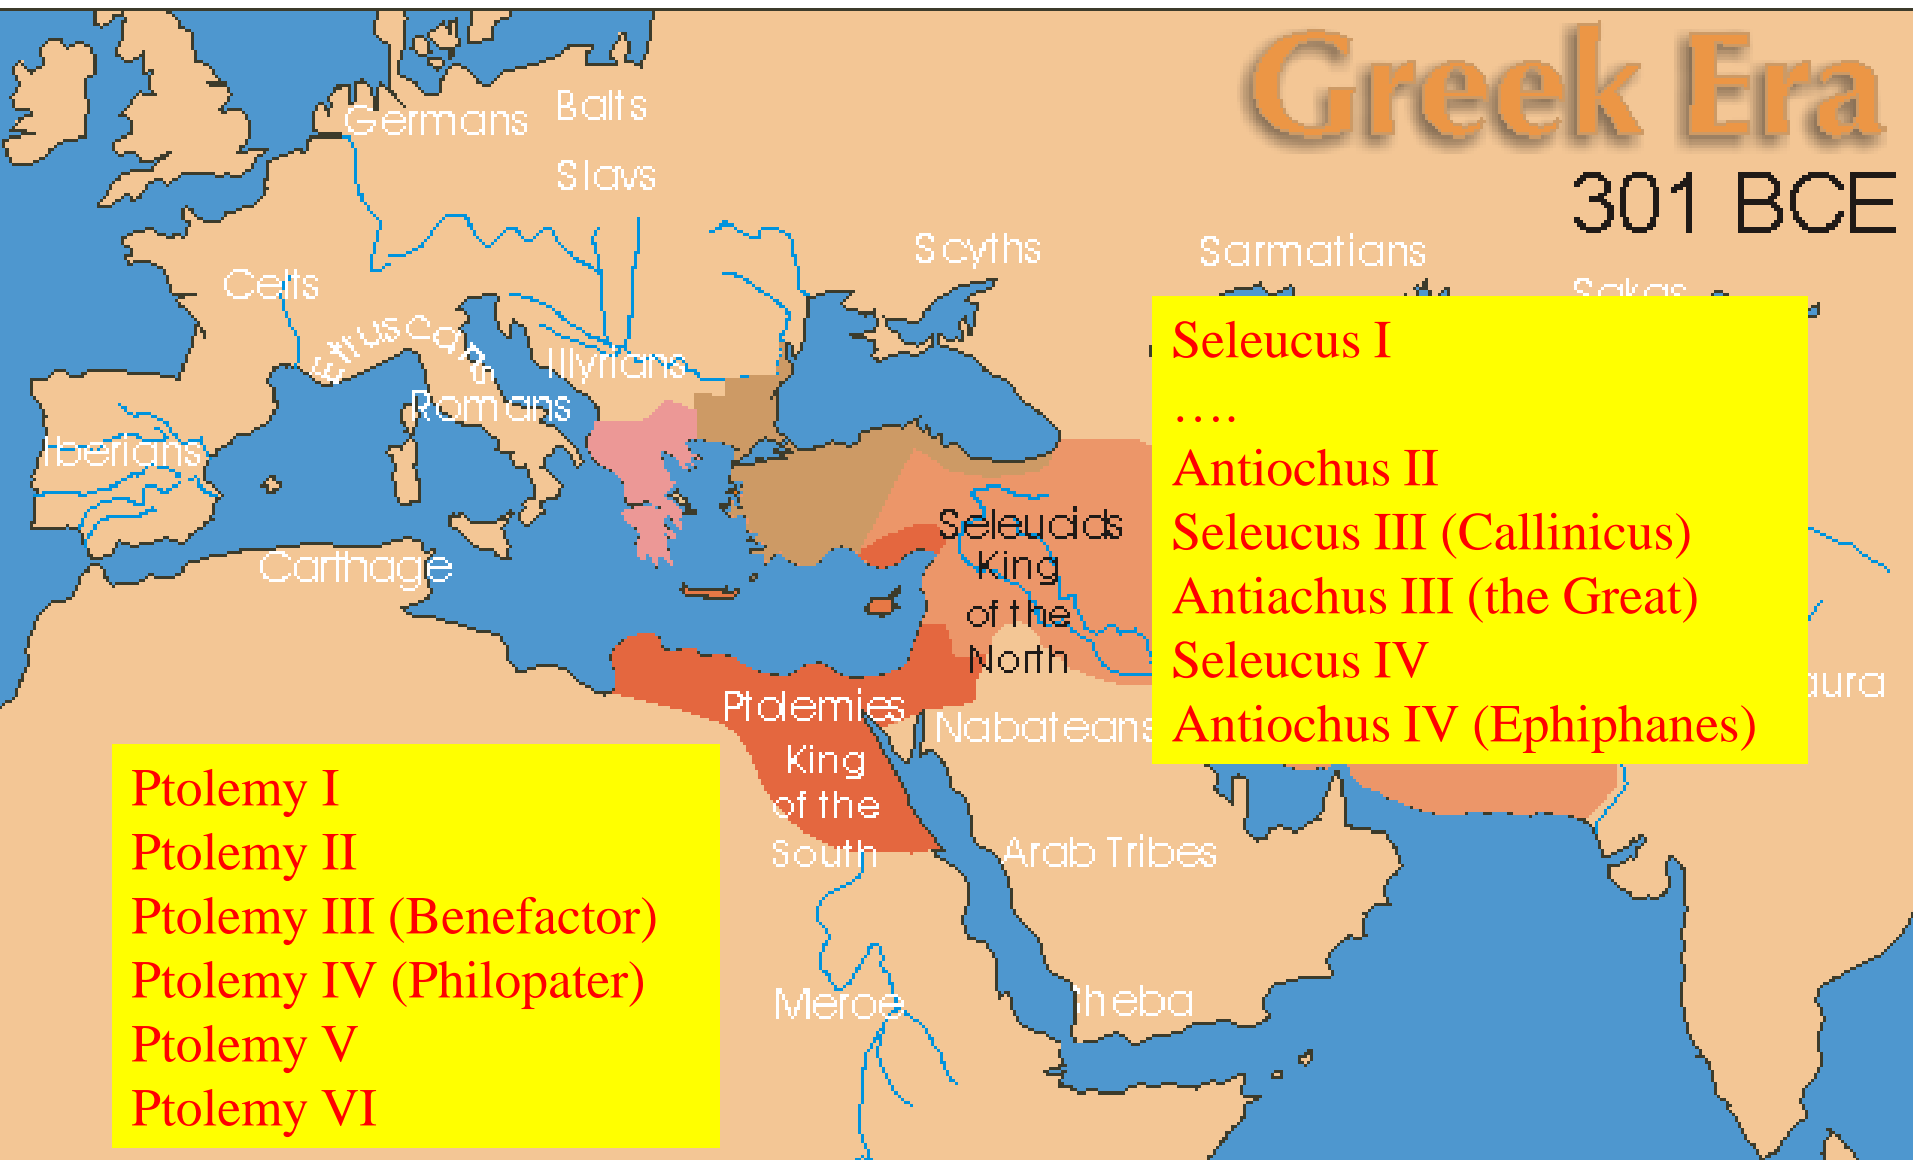 Greek Era
301 BCE
Germans
Balts
Slavs
Scyths
Sarmatians
Sakas
Celts
Etruscans
Illyrians
Romans
Iberians
Carthage
Seleucids
King
of the
North
Ptolemies
King
of the
South
Nabateans
Arab Tribes
Meroe
Sheba
Seleucus I
....
Antiochus II
Seleucus III (Callinicus)
Antiachus III (the Great)
Seleucus IV
Antiochus IV (Ephiphanes)
Ptolemy I
Ptolemy II
Ptolemy III (Benefactor)
Ptolemy IV (Philopater)
Ptolemy V
Ptolemy VI